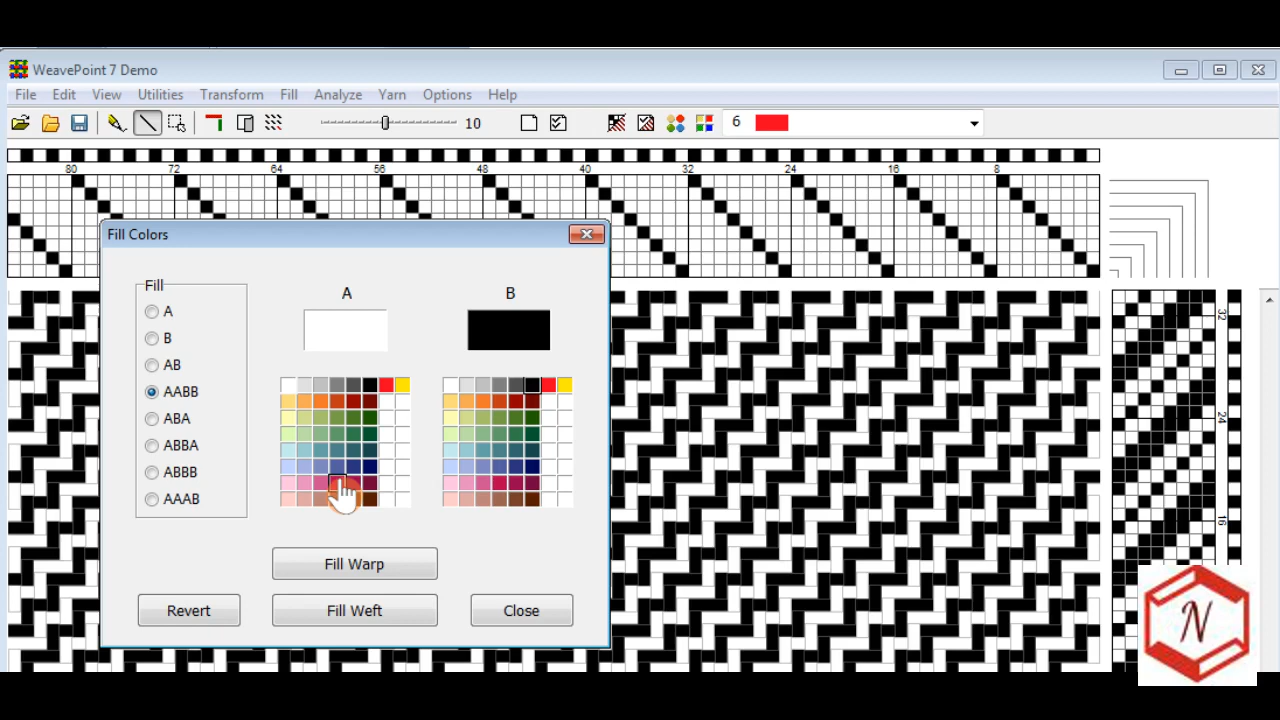 WeavePoint 7 Demo
File Edit View Utilities Transform Fill Analyze Yarn Options Help
10
6
80 72 64 56 48 40 32 24 16 8
Fill Colors
Fill
A
B
AB
AABB
ABA
ABBA
ABBB
AAAB
A B
Fill Warp
Revert Fill Weft Close
32
24
16
N